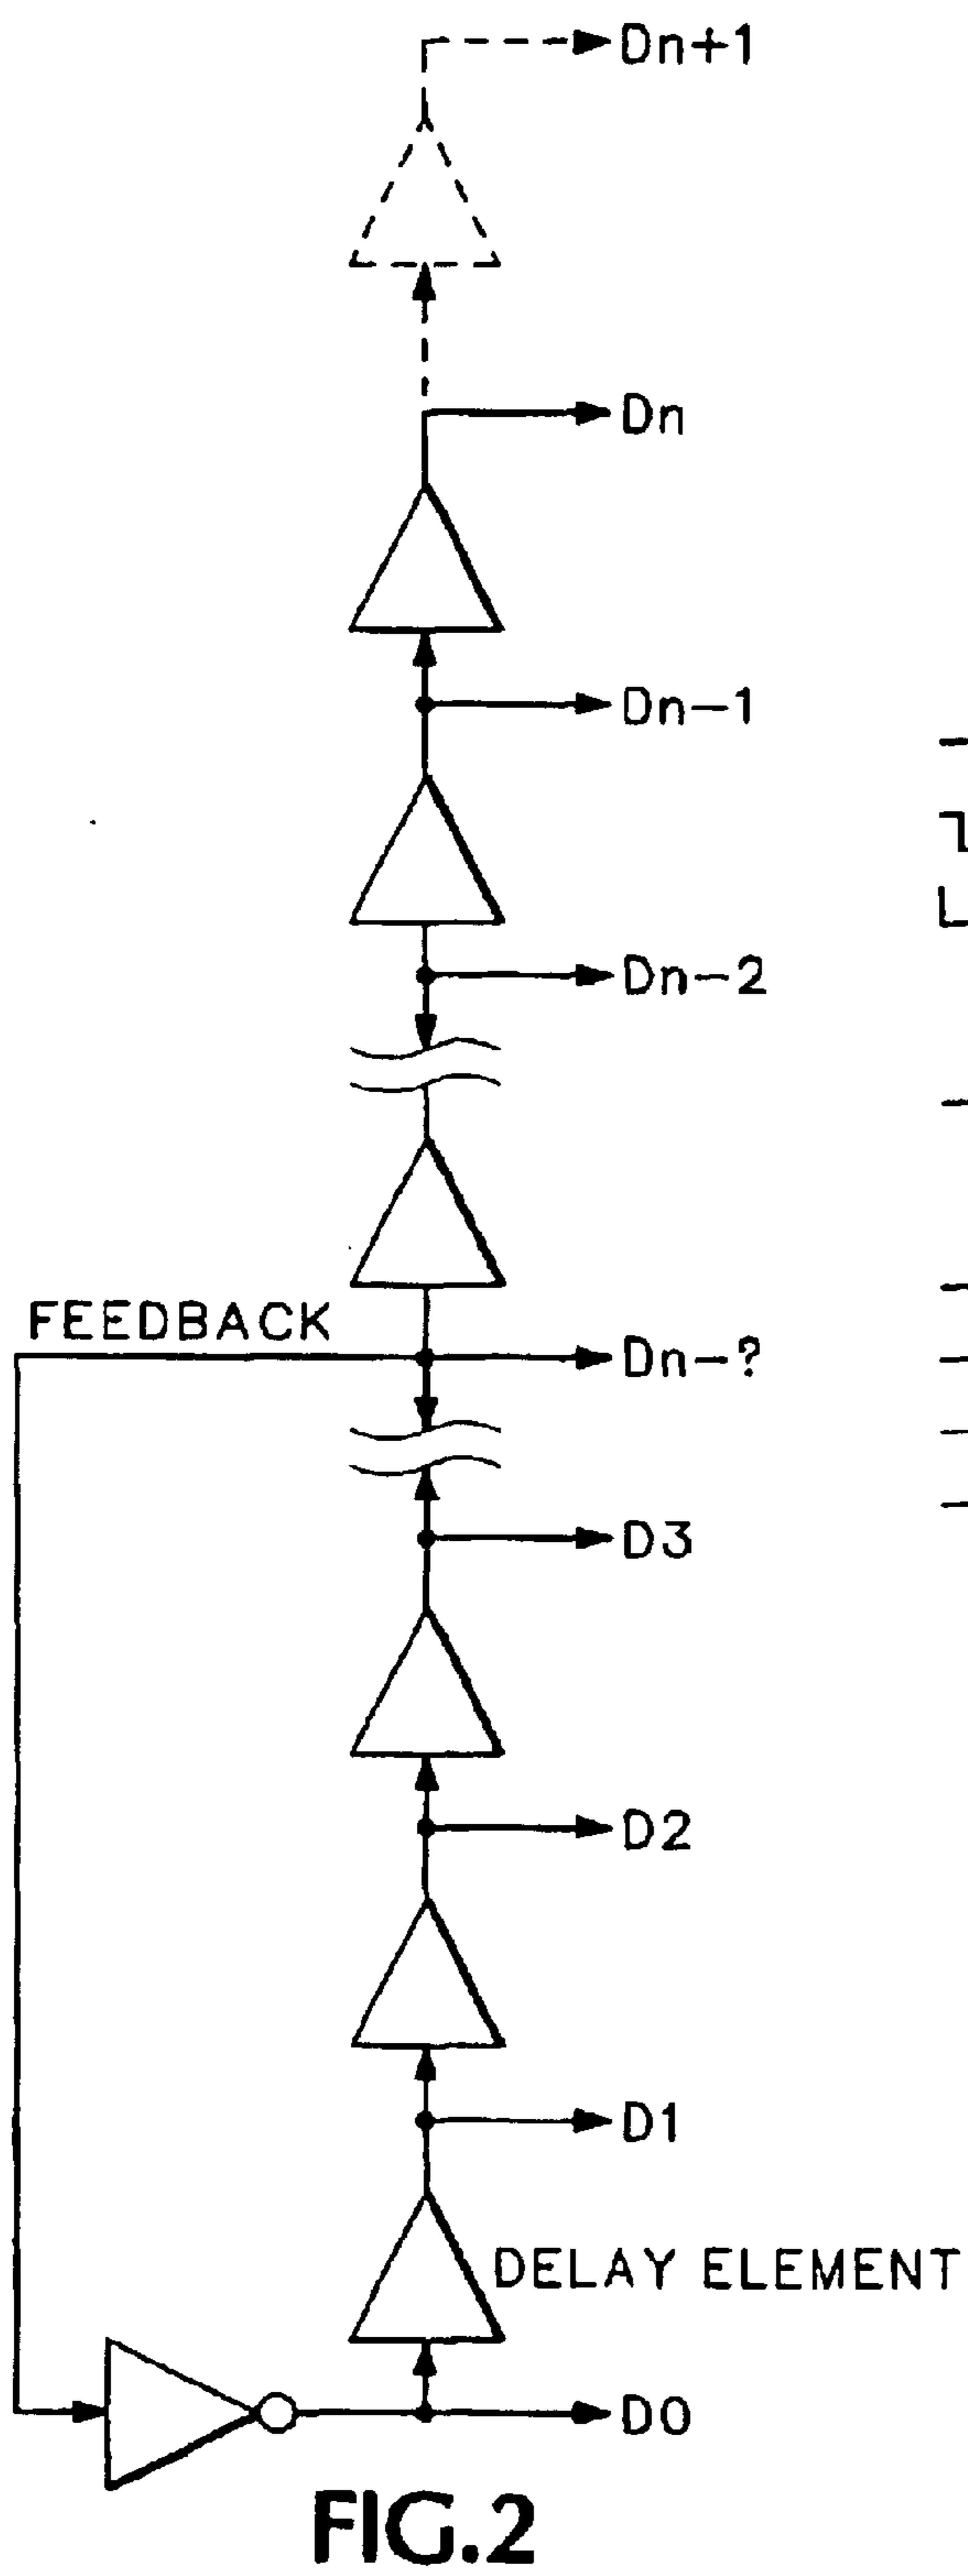 Dn+1
Dn
Dn-1
Dn-2
FEEDBACK
Dn-?
D3
D2
D1
DELAY ELEMENT
D0
FIG.2